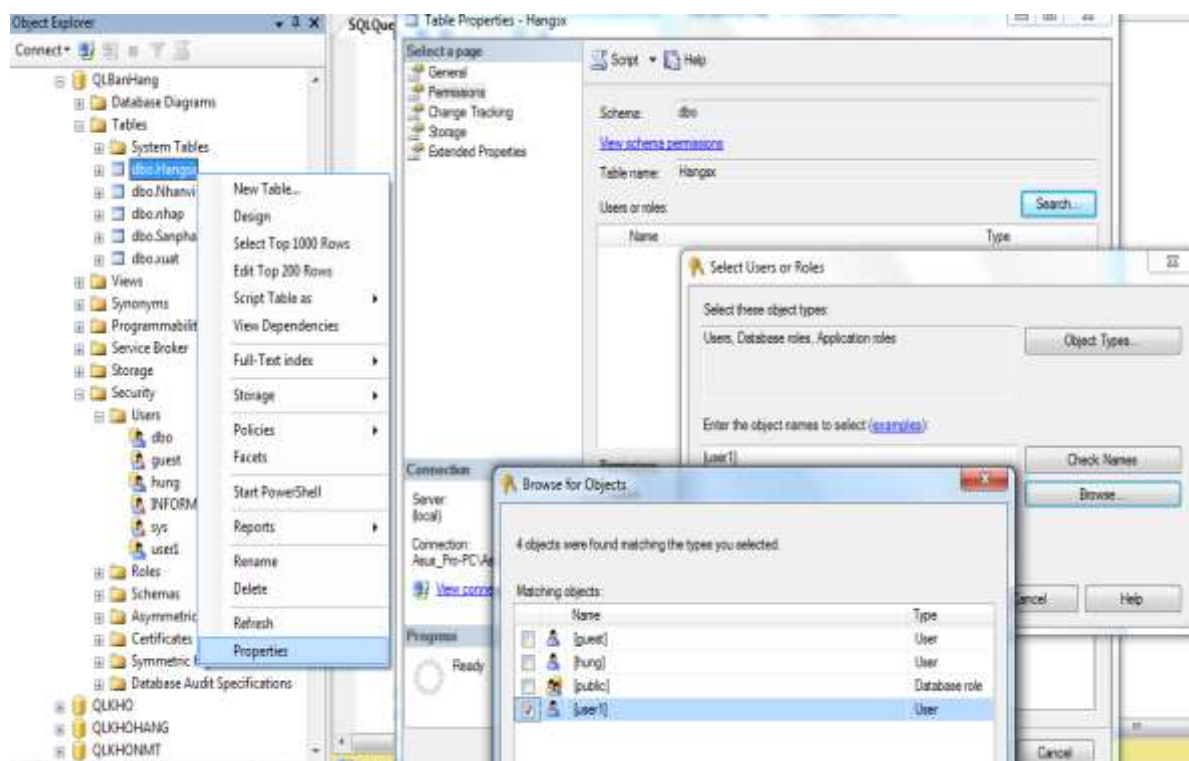 Object Explorer
Connect
QLBanHang
Database Diagrams
Tables
System Tables
dbo.Hangsx
dbo.Nhanvi
dbo.nhap
dbo.Sanpha
dbo.xuat
Views
Synonyms
Programmabilit
Service Broker
Storage
Security
Users
dbo
guest
hung
INFORM
sys
user1
Roles
Schemas
Asymmetric
Certificates
Symmetric
Database Audit Specifications
QLKHO
QLKHOHANG
QLKHONMT
New Table...
Design
Select Top 1000 Rows
Edit Top 200 Rows
Script Table as
View Dependencies
Full-Text index
Storage
Policies
Facets
Start PowerShell
Reports
Rename
Delete
Refresh
Properties
SQLQue
Table Properties - Hangsx
Select a page
General
Permissions
Change Tracking
Storage
Extended Properties
Script Help
Schema: dbo
View schema permissions
Table name: Hangsx
Users or roles: Search...
Name Type
Connection
Server:
(local)
Connection:
View conne
Progress
Ready
Select Users or Roles
Select these object types:
Users, Database roles, Application roles
Object Types...
Enter the object names to select (examples):
[user1]
Check Names
Browse...
ancel
Help
Browse for Objects
4 objects were found matching the types you selected.
Matching objects:
Name Type
[guest] User
[hung] User
[public] Database role
[user1] User
Cancel